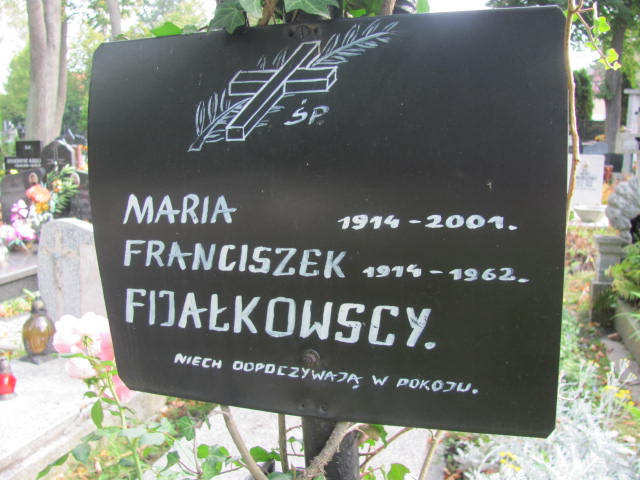 ŚP.
MARIA 1914-2001.
FRANCISZEK 1914-1962.
FIJAŁKOWSCY.
NIECH ODPOCZYWAJĄ W POKOJU.